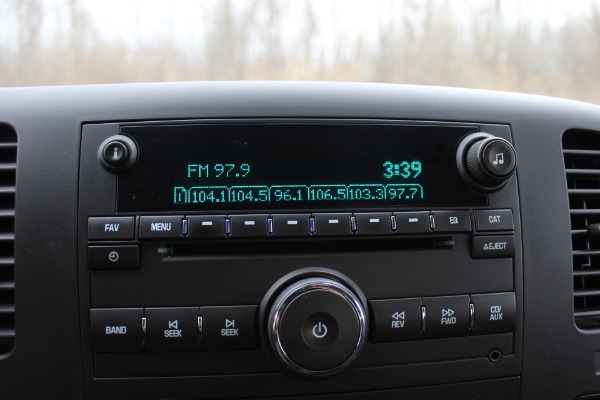 FM 97.9 3:39
1 104.1 104.5 96.1 106.5 103.3 97.7
FAV MENU EQ CAT
EJECT
BAND SEEK SEEK REV FWD CD/AUX